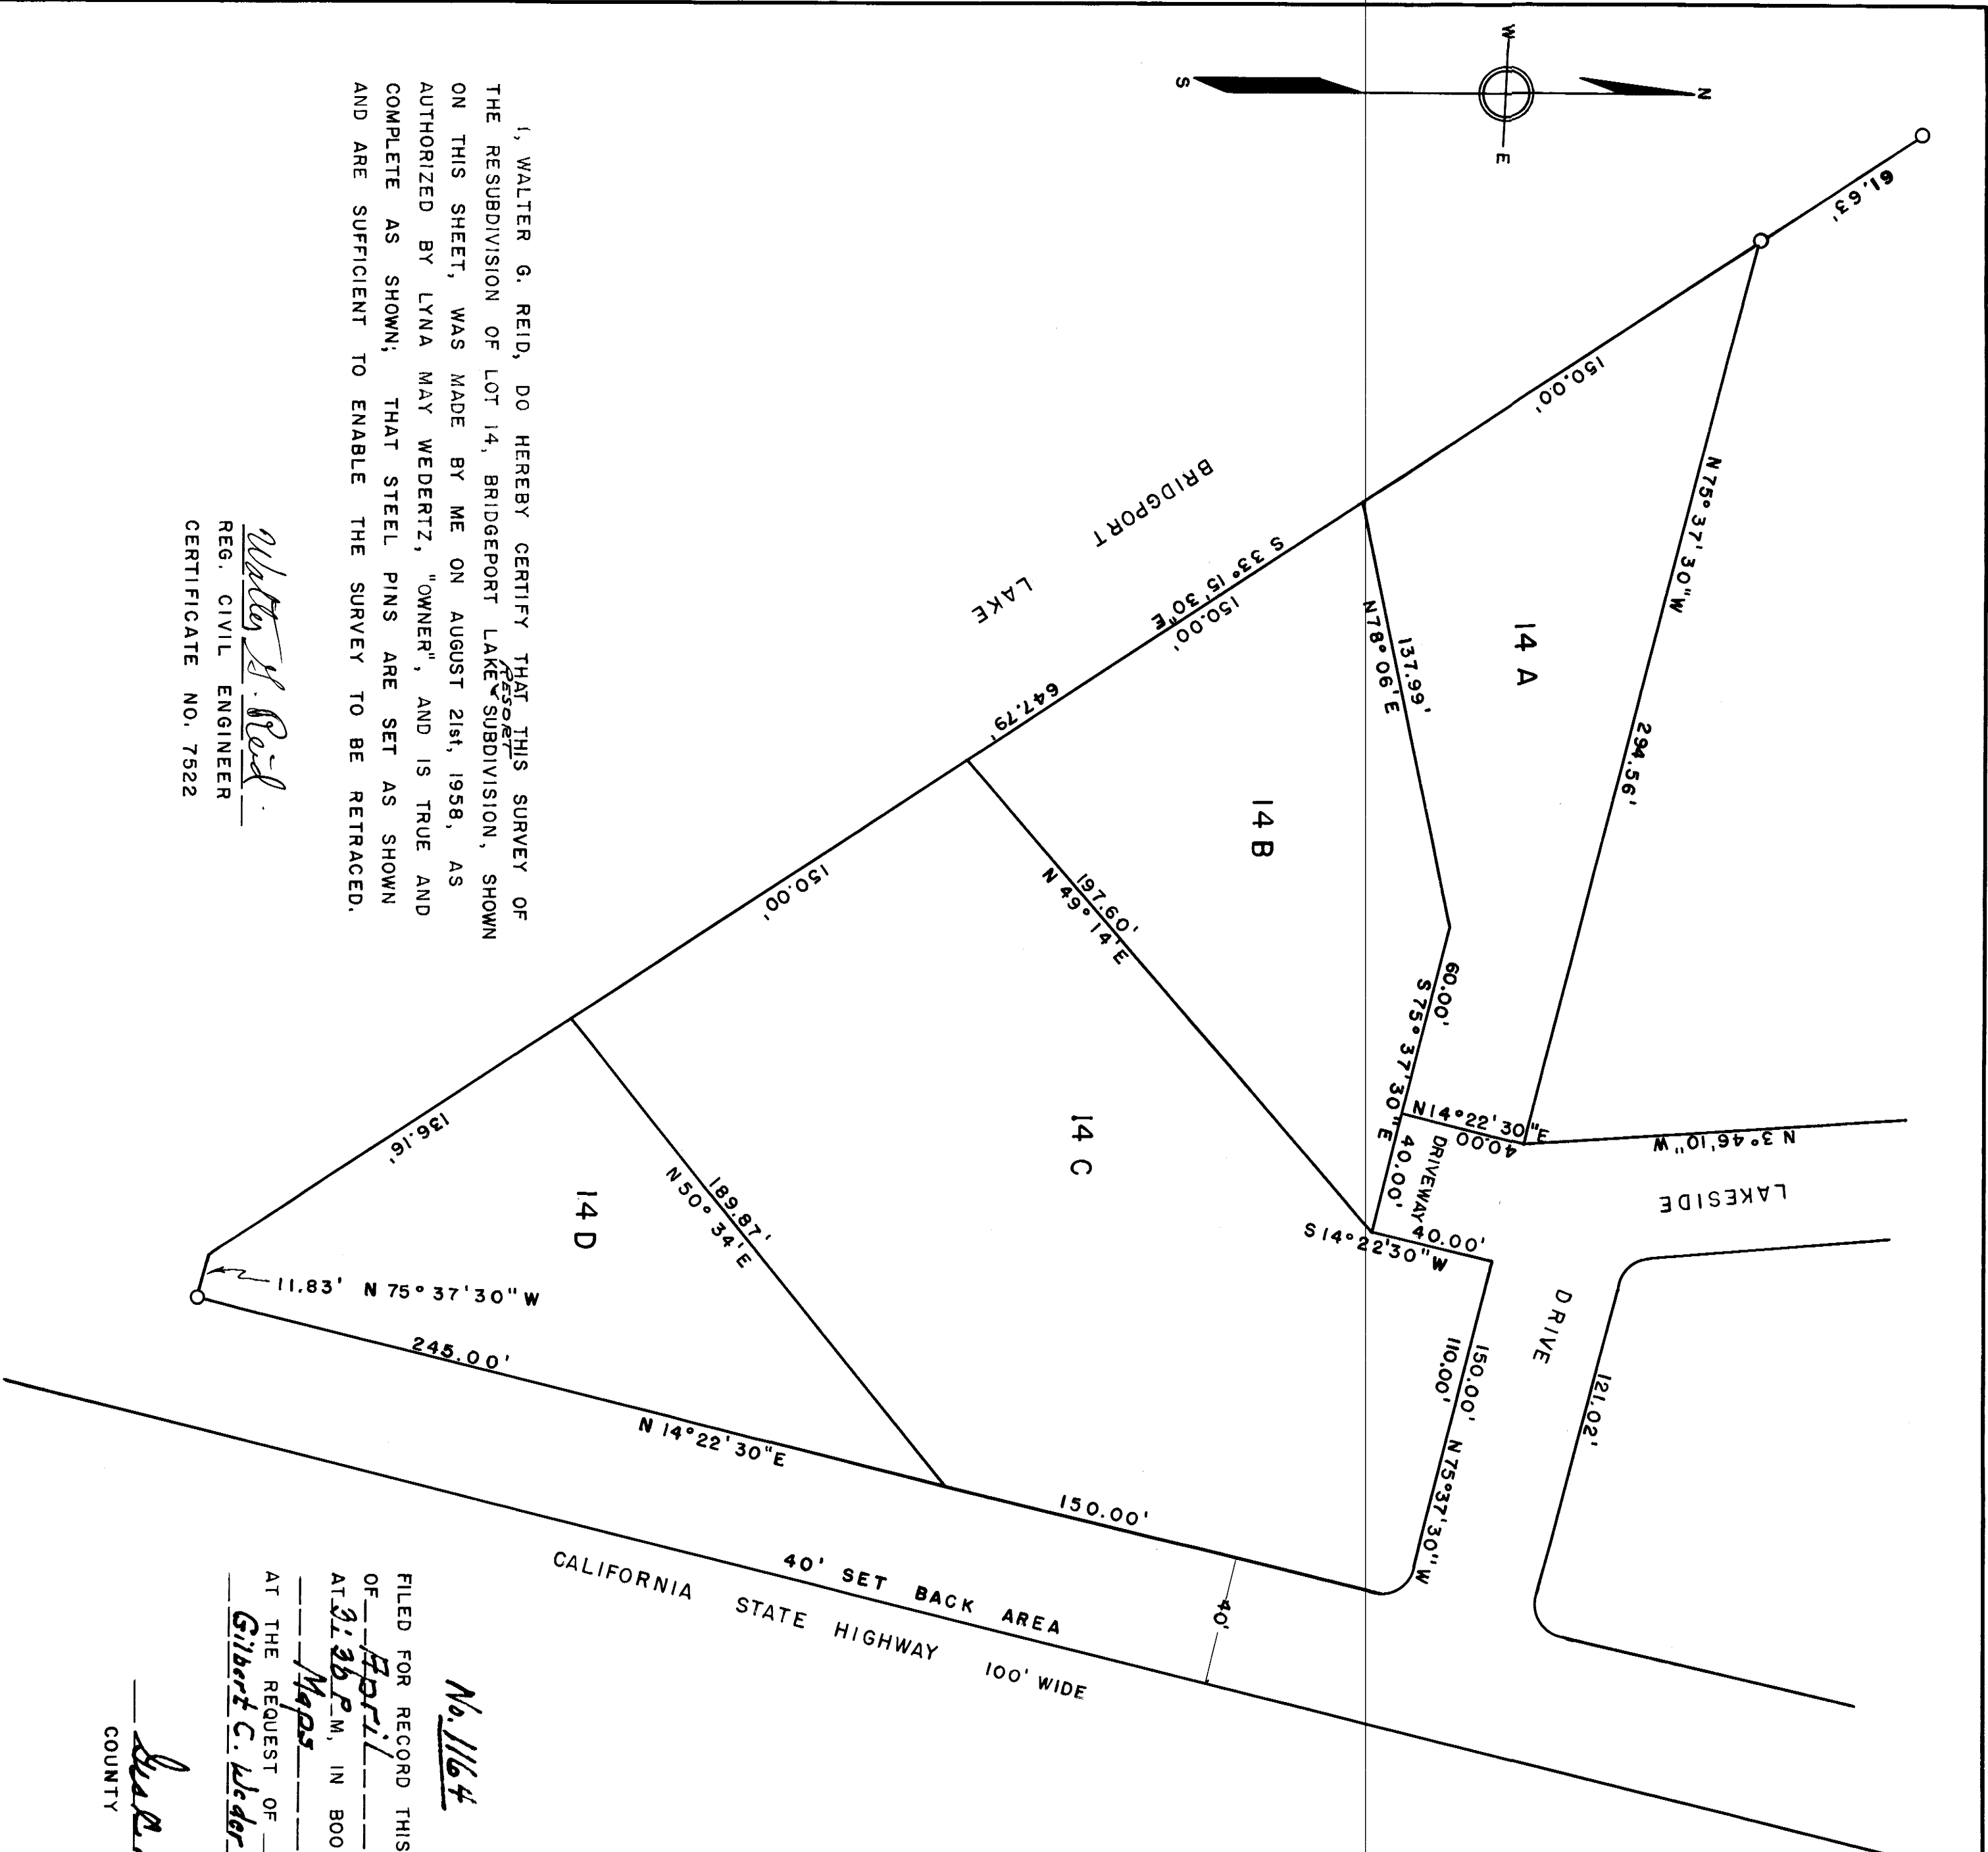 W
N
S
E
61.63'
150.00'
N 75° 37' 30" W
294.56'
14 A
137.99'
N 78° 06' E
BRIDGPORT
LAKE
S 33° 15' 30" E
150.00'
647.79'
14 B
60.00'
S 75° 37' 30" E
40.00'
N 14° 22' 30" E
40.00
DRIVEWAY
40.00'
S 14° 22' 30" W
N 3° 46' 10" W
LAKESIDE
DRIVE
121.02'
150.00' N 75° 37' 30" W
110.00'
197.60'
N 49° 14' E
14 C
150.00'
189.87'
N 50° 34' E
14 D
136.16'
11.83' N 75° 37' 30" W
245.00'
N 14° 22' 30" E
150.00'
40'
40' SET BACK AREA
CALIFORNIA STATE HIGHWAY 100' WIDE
I, WALTER G. REID, DO HEREBY CERTIFY THAT THIS SURVEY OF
THE RESUBDIVISION OF LOT 14, BRIDGEPORT LAKE RESORT SUBDIVISION, SHOWN
ON THIS SHEET, WAS MADE BY ME ON AUGUST 21st, 1958, AS
AUTHORIZED BY LYNA MAY WEDERTZ, "OWNER", AND IS TRUE AND
COMPLETE AS SHOWN; THAT STEEL PINS ARE SET AS SHOWN
AND ARE SUFFICIENT TO ENABLE THE SURVEY TO BE RETRACED.
Walter G. Reid.
REG. CIVIL ENGINEER
CERTIFICATE NO. 7522
No. 1164
FILED FOR RECORD THIS
OF April
AT 3:30 P M, IN BOO
Maps
AT THE REQUEST OF
Gilbert C. Weder
COUNTY